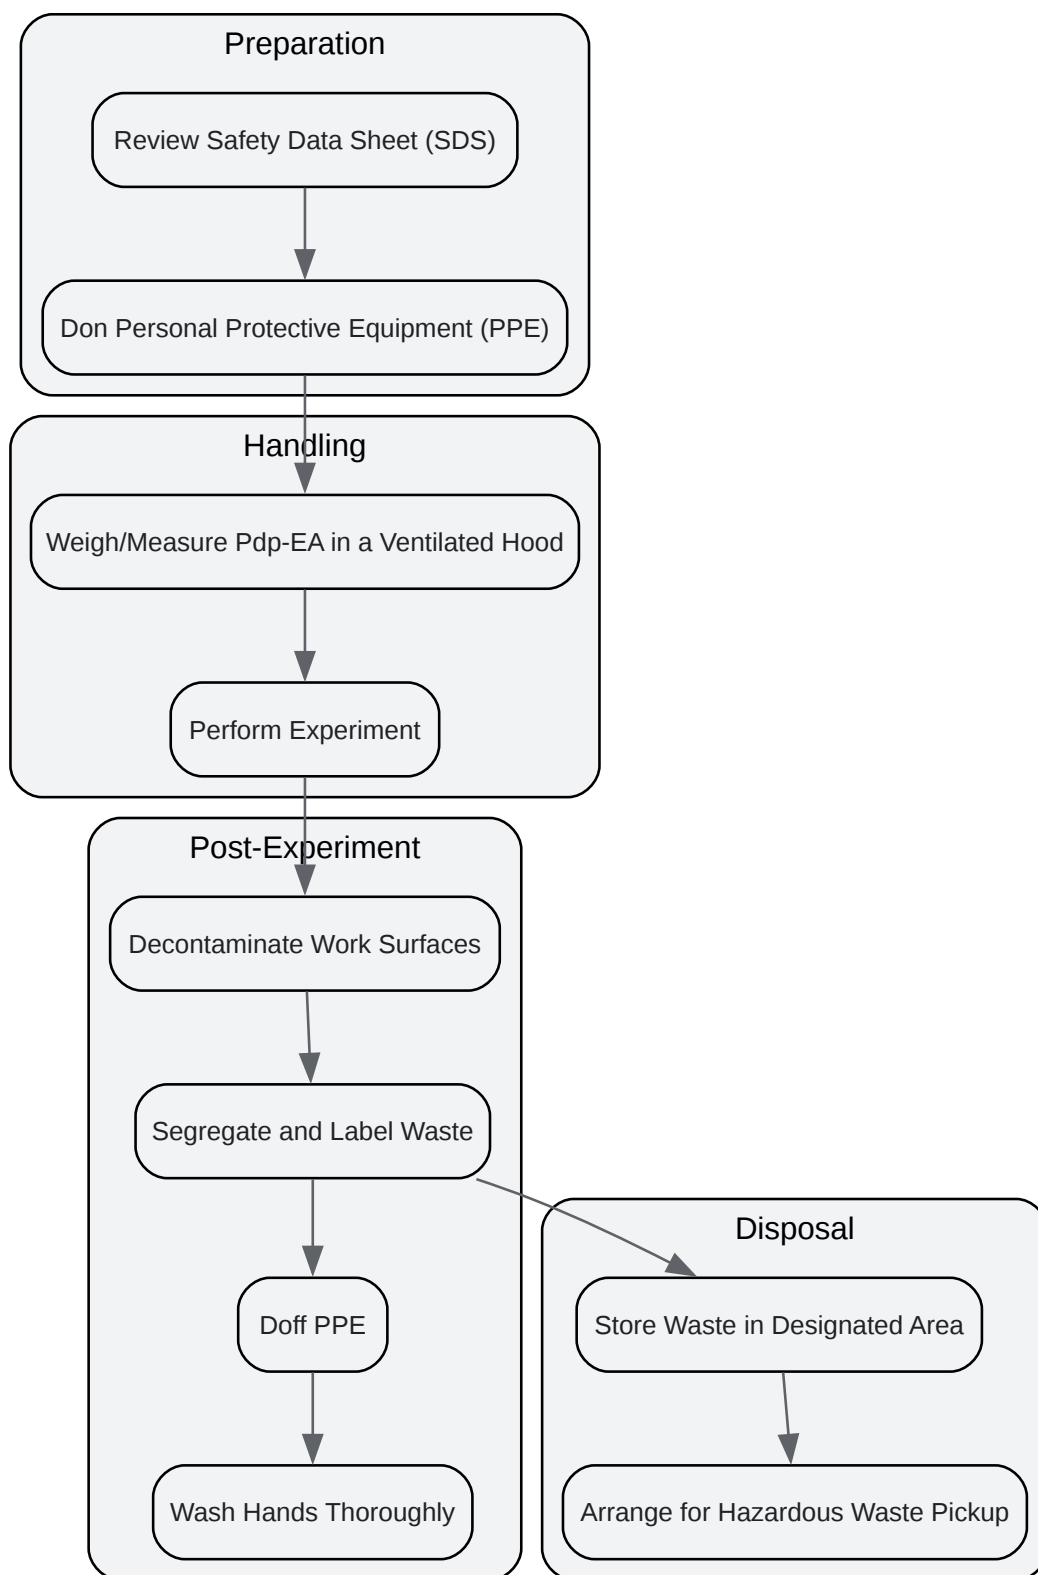 Preparation
Review Safety Data Sheet (SDS)
Don Personal Protective Equipment (PPE)
Handling
Weigh/Measure Pdp-EA in a Ventilated Hood
Perform Experiment
Post-Experiment
Decontaminate Work Surfaces
Segregate and Label Waste
Doff PPE
Wash Hands Thoroughly
Disposal
Store Waste in Designated Area
Arrange for Hazardous Waste Pickup